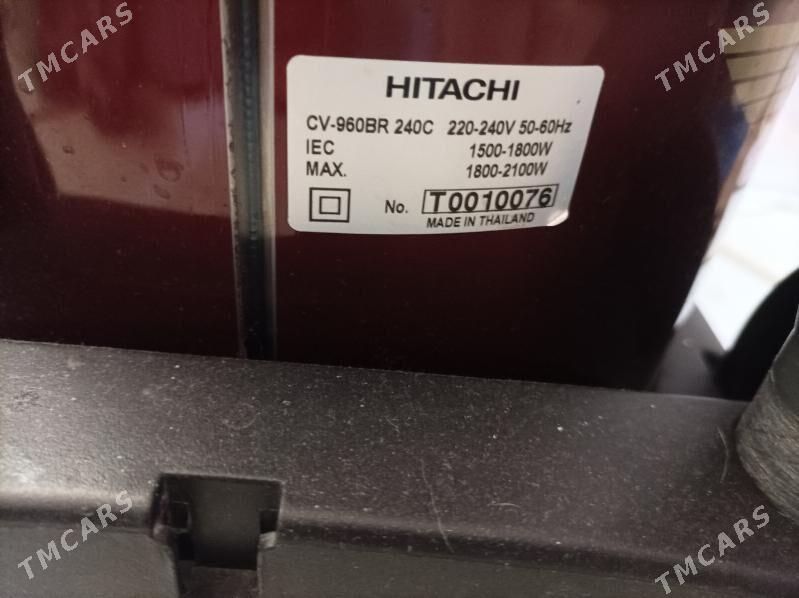 TMCARS
TMCARS
HITACHI
CV-960BR 240C 220-240V 50-60Hz
IEC 1500-1800W
MAX. 1800-2100W
No. T0010076
MADE IN THAILAND
TMCARS
TMCARS